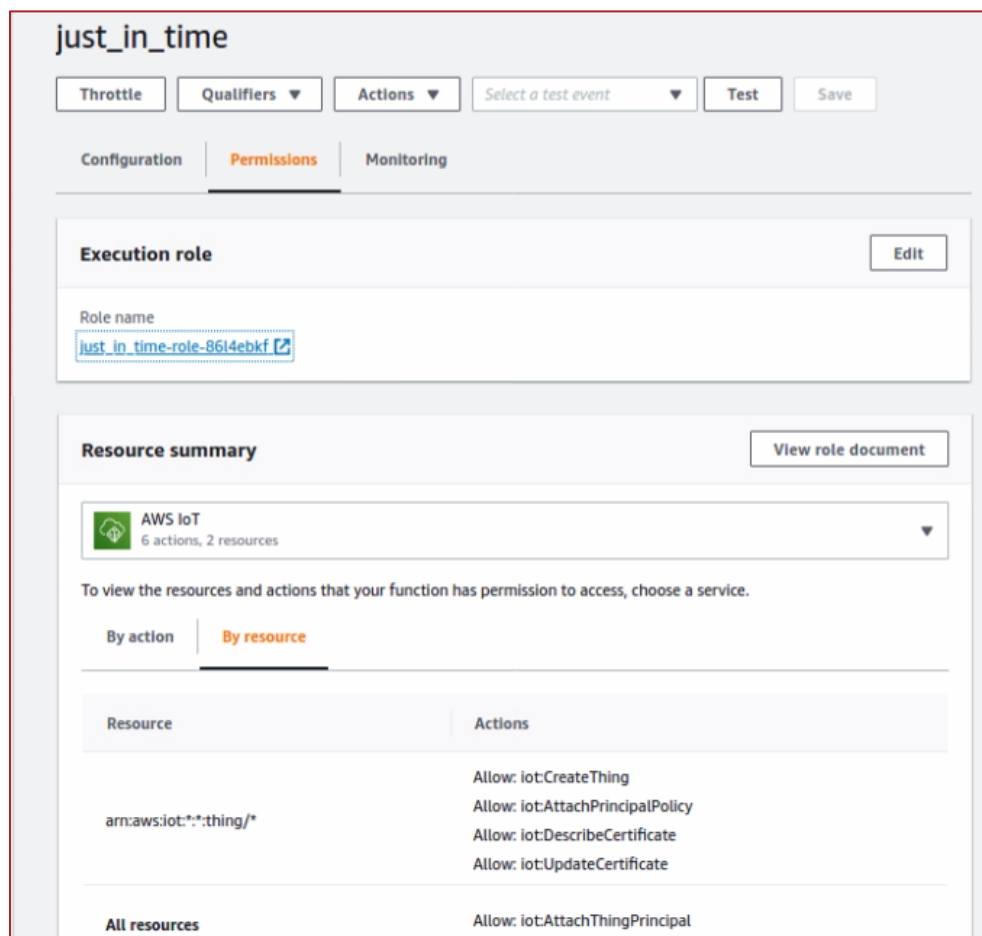 just_in_time
Throttle Qualifiers Actions Select a test event Test Save
Configuration Permissions Monitoring
Execution role Edit
Role name
just_in_time-role-86l4ebkf
Resource summary View role document
AWS IoT
6 actions, 2 resources
To view the resources and actions that your function has permission to access, choose a service.
By action By resource
Resource Actions
Allow: iot:CreateThing
arn:aws:iot:*:*:thing/* Allow: iot:AttachPrincipalPolicy
Allow: iot:DescribeCertificate
Allow: iot:UpdateCertificate
All resources Allow: iot:AttachThingPrincipal